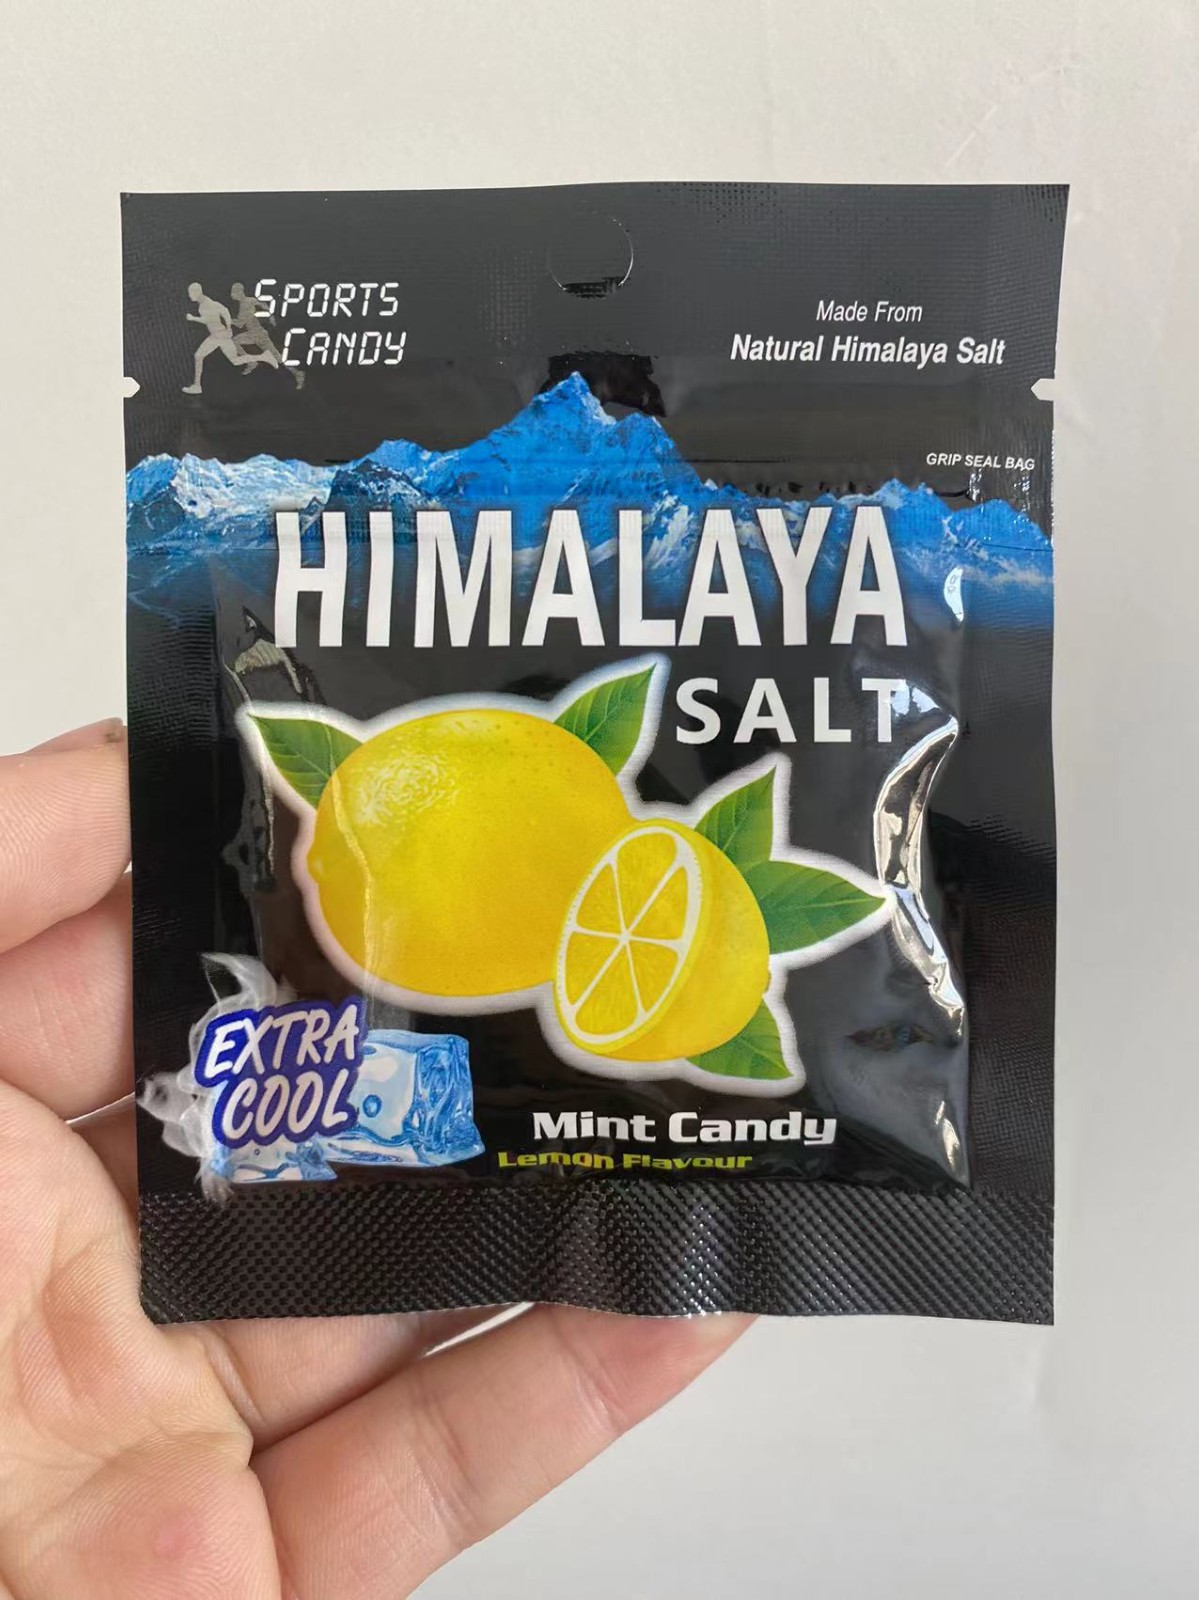 SPORTS
CANDY
Made From
Natural Himalaya Salt
GRIP SEAL BAG
HIMALAYA
SALT
EXTRA
COOL
Mint Candy
Lemon Flavour